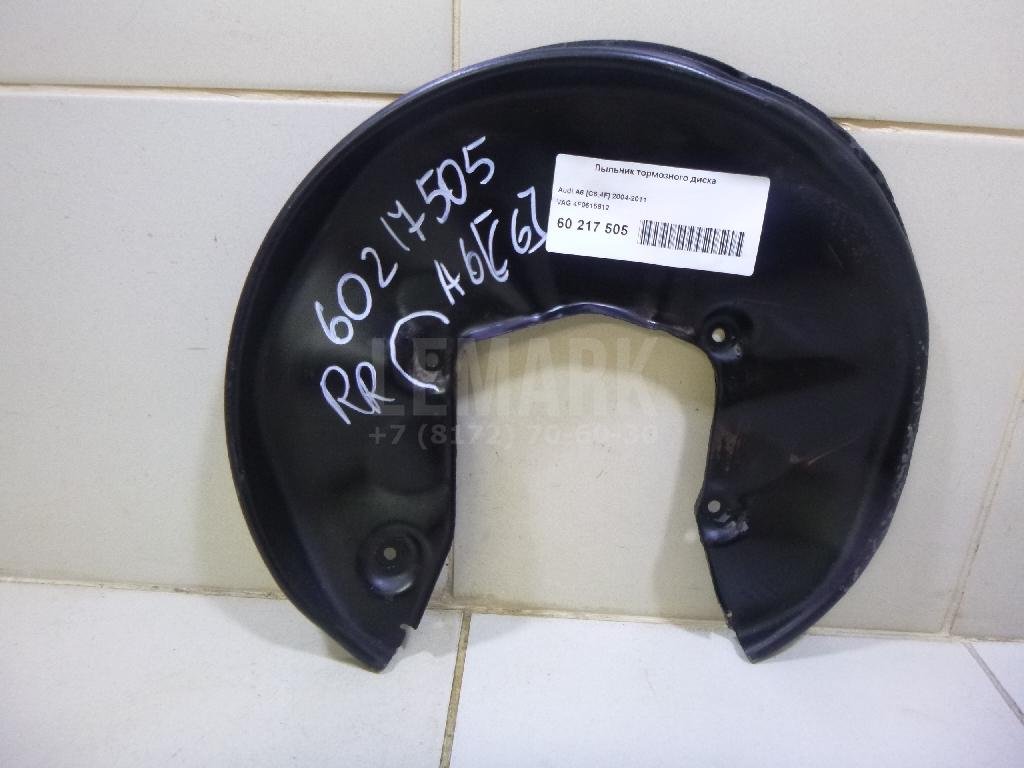 60217505
RR
A6[C6]
Пыльник тормозного диска
Audi A6 [C6,4F] 2004-2011
VAG 4F0615612
60 217 505
LEMARK
+7 (8172) 70-60-30